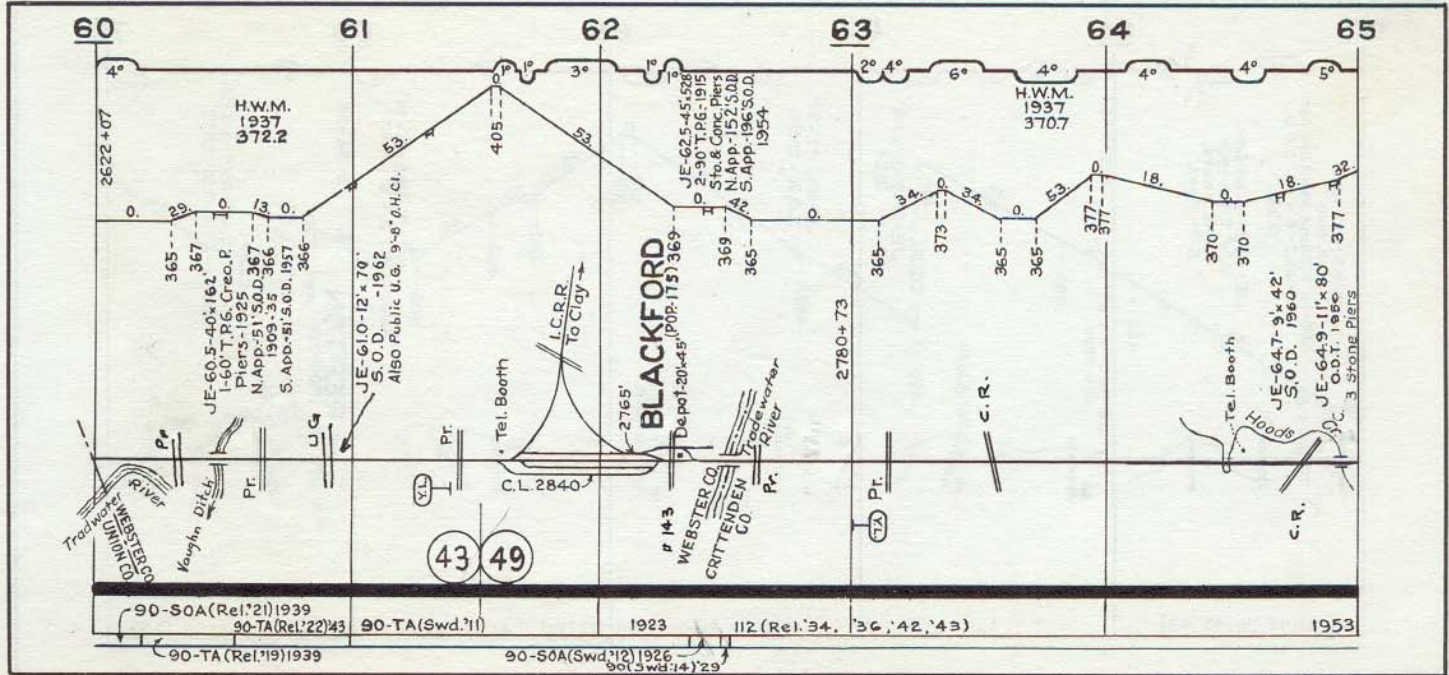 60 61 62 63 64 65
4° 1° 1° 3° 1° 1° 2° 4° 6° 4° 4° 4° 5°
2622+07
H.W.M.
1937
372.2
H.W.M.
1937
370.7
0. 29. 0. 13. 0. 53. 0. 53. 0. 42. 0. 34. 0. 34. 0. 53. 0. 18. 0. 18. 32.
365
367
367
366
366
405
369
369
365
365
373
365
365
377
377
370
370
377
JE-60.5-40'x162'
1-60' T.P.G. Creo. P.
Piers-1925
N. App.-51' S.O.D.
1909-35
S. App.-51' S.O.D. 1957
JE-61.0-12'x70'
S.O.D. -1962
Also Public U.G. 9'-8" O.H.Cl.
JE-62.5-45'x528'
2-90' T.P.G.-1915
Sto. & Conc. Piers
N. App.-152' S.O.D.
S. App.-196' S.O.D.
1954
I.C.R.R.
To Clay
BLACKFORD
(POP.-175)
Depot-20'x45'
2765'
C.L. 2840
2780+73
Tel. Booth
Tel. Booth
JE-64.7-9'x42'
S.O.D. 1960
JE-64.9-11'x80'
O.D.T. 1950
3 Stone Piers
Hoods
C.R.
C.R.
Pr.
Pr.
UG
Pr.
Pr.
Pr.
Y.L.
Y.L.
River
WEBSTER CO.
UNION CO.
Vaughn Ditch
143
WEBSTER CO.
CRITTENDEN
CO.
Tradewater
River
43 49
90-SOA(Rel.'21)1939
90-TA(Rel.'22)'43 90-TA(Swd.'11) 1923 112(Rel.'34, '36,'42,'43) 1953
90-TA(Rel.'19)1939 90-SOA(Swd.'12)1926
90(Swd.'14)'29